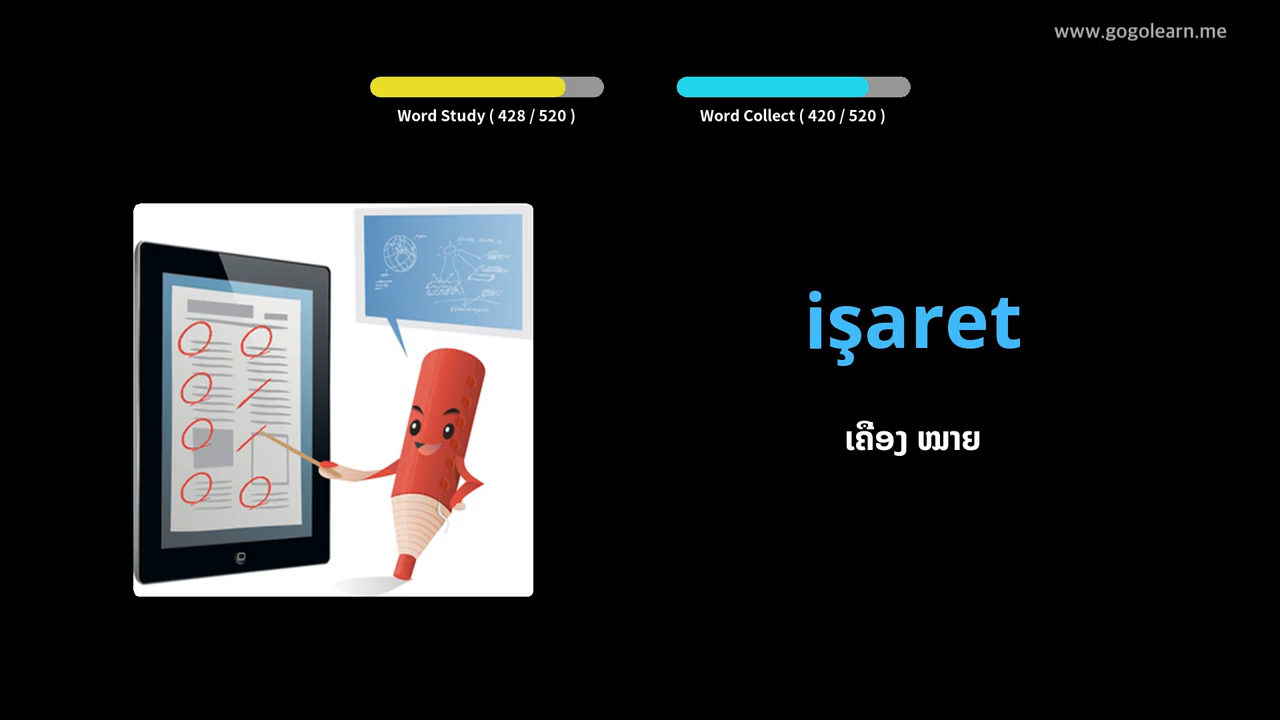 www.gogolearn.me
Word Study ( 428 / 520 )
Word Collect ( 420 / 520 )
işaret
ເຄື່ອງ ໝາຍ